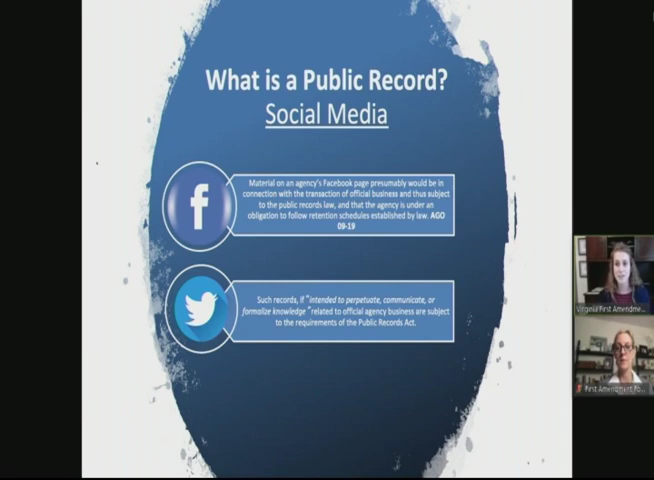 What is a Public Record?
Social Media
Material on an agency's Facebook page presumably would be in
connection with the transaction of official business and thus subject
to the public records law, and that the agency is under an
obligation to follow retention schedules established by law. AGO
09-19
Such records, if "intended to perpetuate, communicate, or
formalize knowledge" related to official agency business are subject
to the requirements of the Public Records Act.
Virginia First Amendme...
First Amendment Fo...